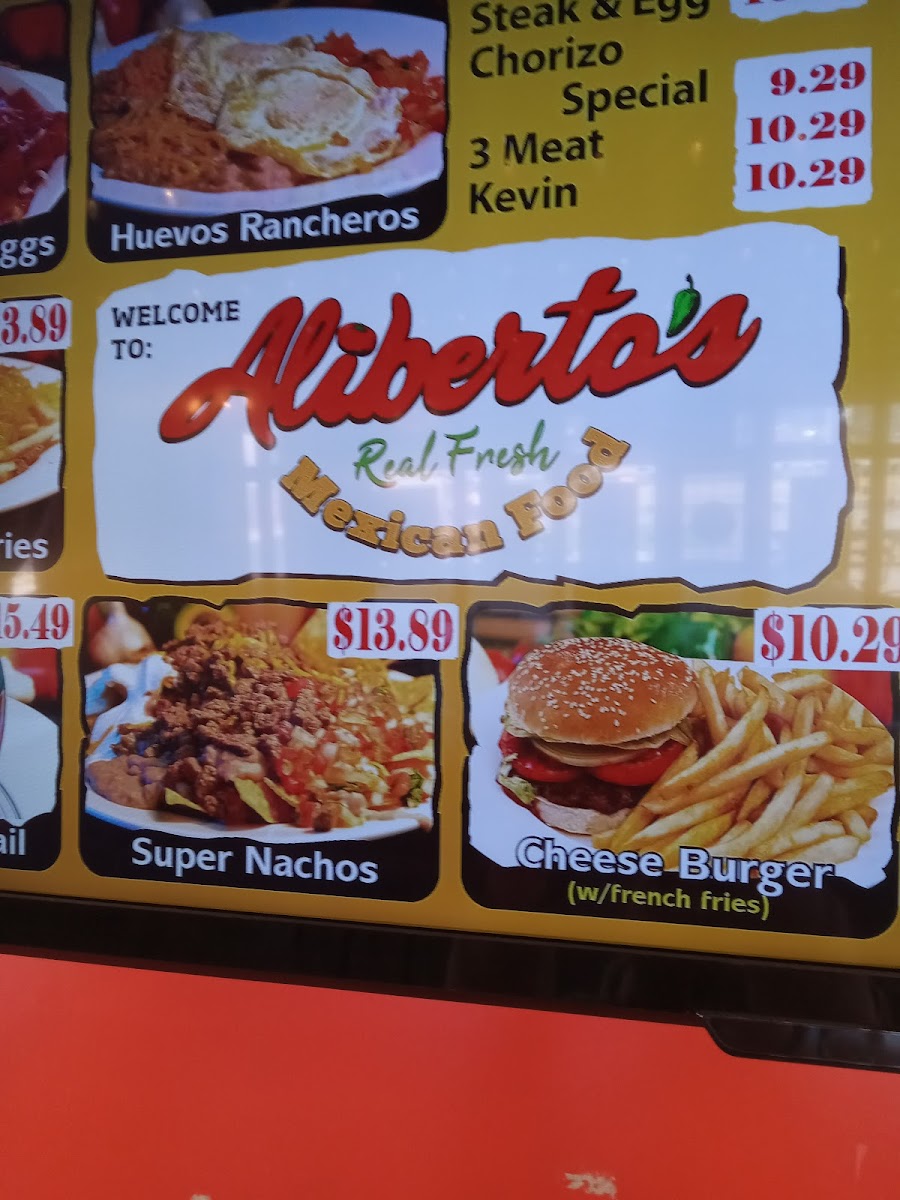 Steak & Egg
Chorizo
Special 9.29
3 Meat 10.29
Kevin 10.29
Huevos Rancheros
ggs
3.89
WELCOME
TO:
Aliberto's
Real Fresh
Mexican Food
ries
15.49
$13.89
$10.29
ail
Super Nachos
Cheese Burger
(w/french fries)